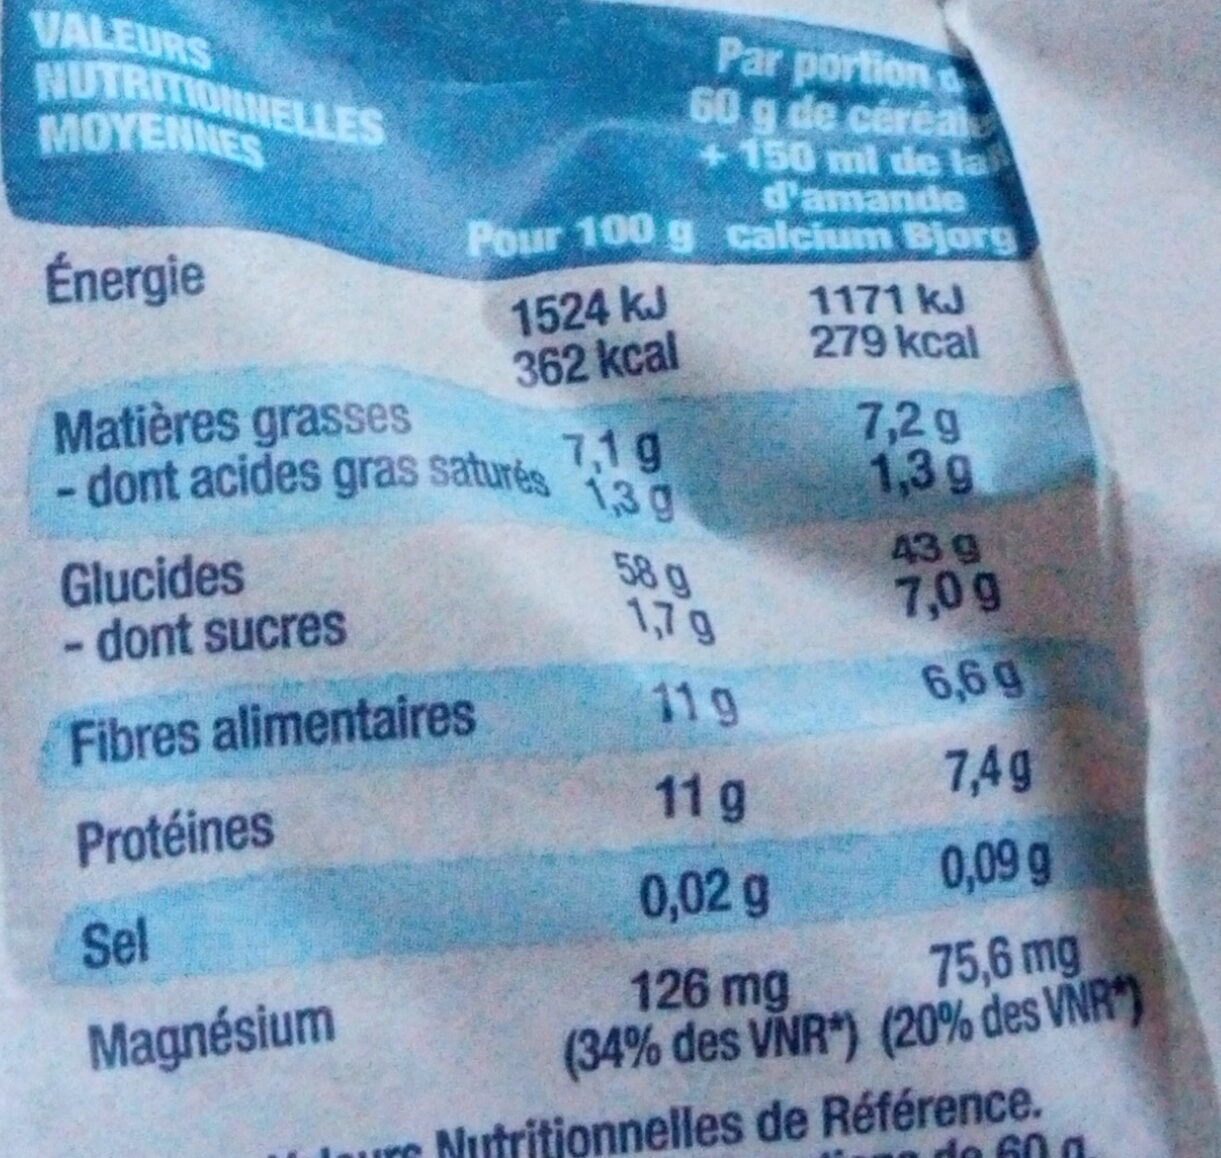 VALEURS
NUTRITIONNELLES
MOYENNES
Pour 100 g
Par portion
60 g de
+ 150 ml de
d'amande
calcium Bjorg
Énergie
1524 kJ 1171 kJ
362 kcal 279 kcal
Matières grasses 7,1 g 7,2 g
- dont acides gras saturés 1,3 g 1,3 g
Glucides 58 g 43 g
- dont sucres 1,7 g 7,0 g
Fibres alimentaires 11 g 6,6 g
Protéines 11 g 7,4 g
Sel 0,02 g 0,09 g
Magnésium 126 mg 75,6 mg
(34% des VNR*) (20% des VNR*)
Nutritionnelles de Référence.
de 60 g